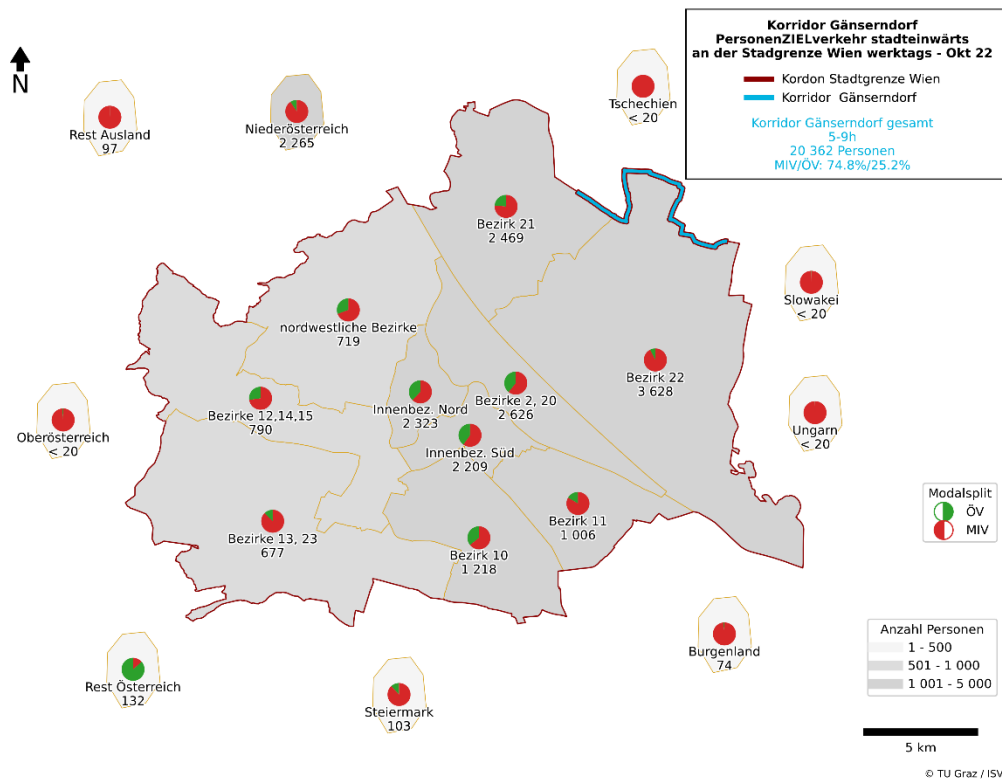 Korridor Gänserndorf
PersonenZIELverkehr stadteinwärts
an der Stadgrenze Wien werktags - Okt 22
Kordon Stadtgrenze Wien
Korridor Gänserndorf
Korridor Gänserndorf gesamt
5-9h
20 362 Personen
MIV/ÖV: 74.8%/25.2%
N
Rest Ausland
97
Niederösterreich
2 265
Tschechien
< 20
Bezirk 21
2 469
Slowakei
< 20
nordwestliche Bezirke
719
Bezirk 22
3 628
Bezirke 12,14,15
790
Innenbez. Nord
2 323
Bezirke 2, 20
2 626
Oberösterreich
< 20
Ungarn
< 20
Innenbez. Süd
2 209
Bezirk 11
1 006
Bezirke 13, 23
677
Bezirk 10
1 218
Modalsplit
ÖV
MIV
Burgenland
74
Rest Österreich
132
Steiermark
103
Anzahl Personen
1 - 500
501 - 1 000
1 001 - 5 000
5 km
© TU Graz / ISV